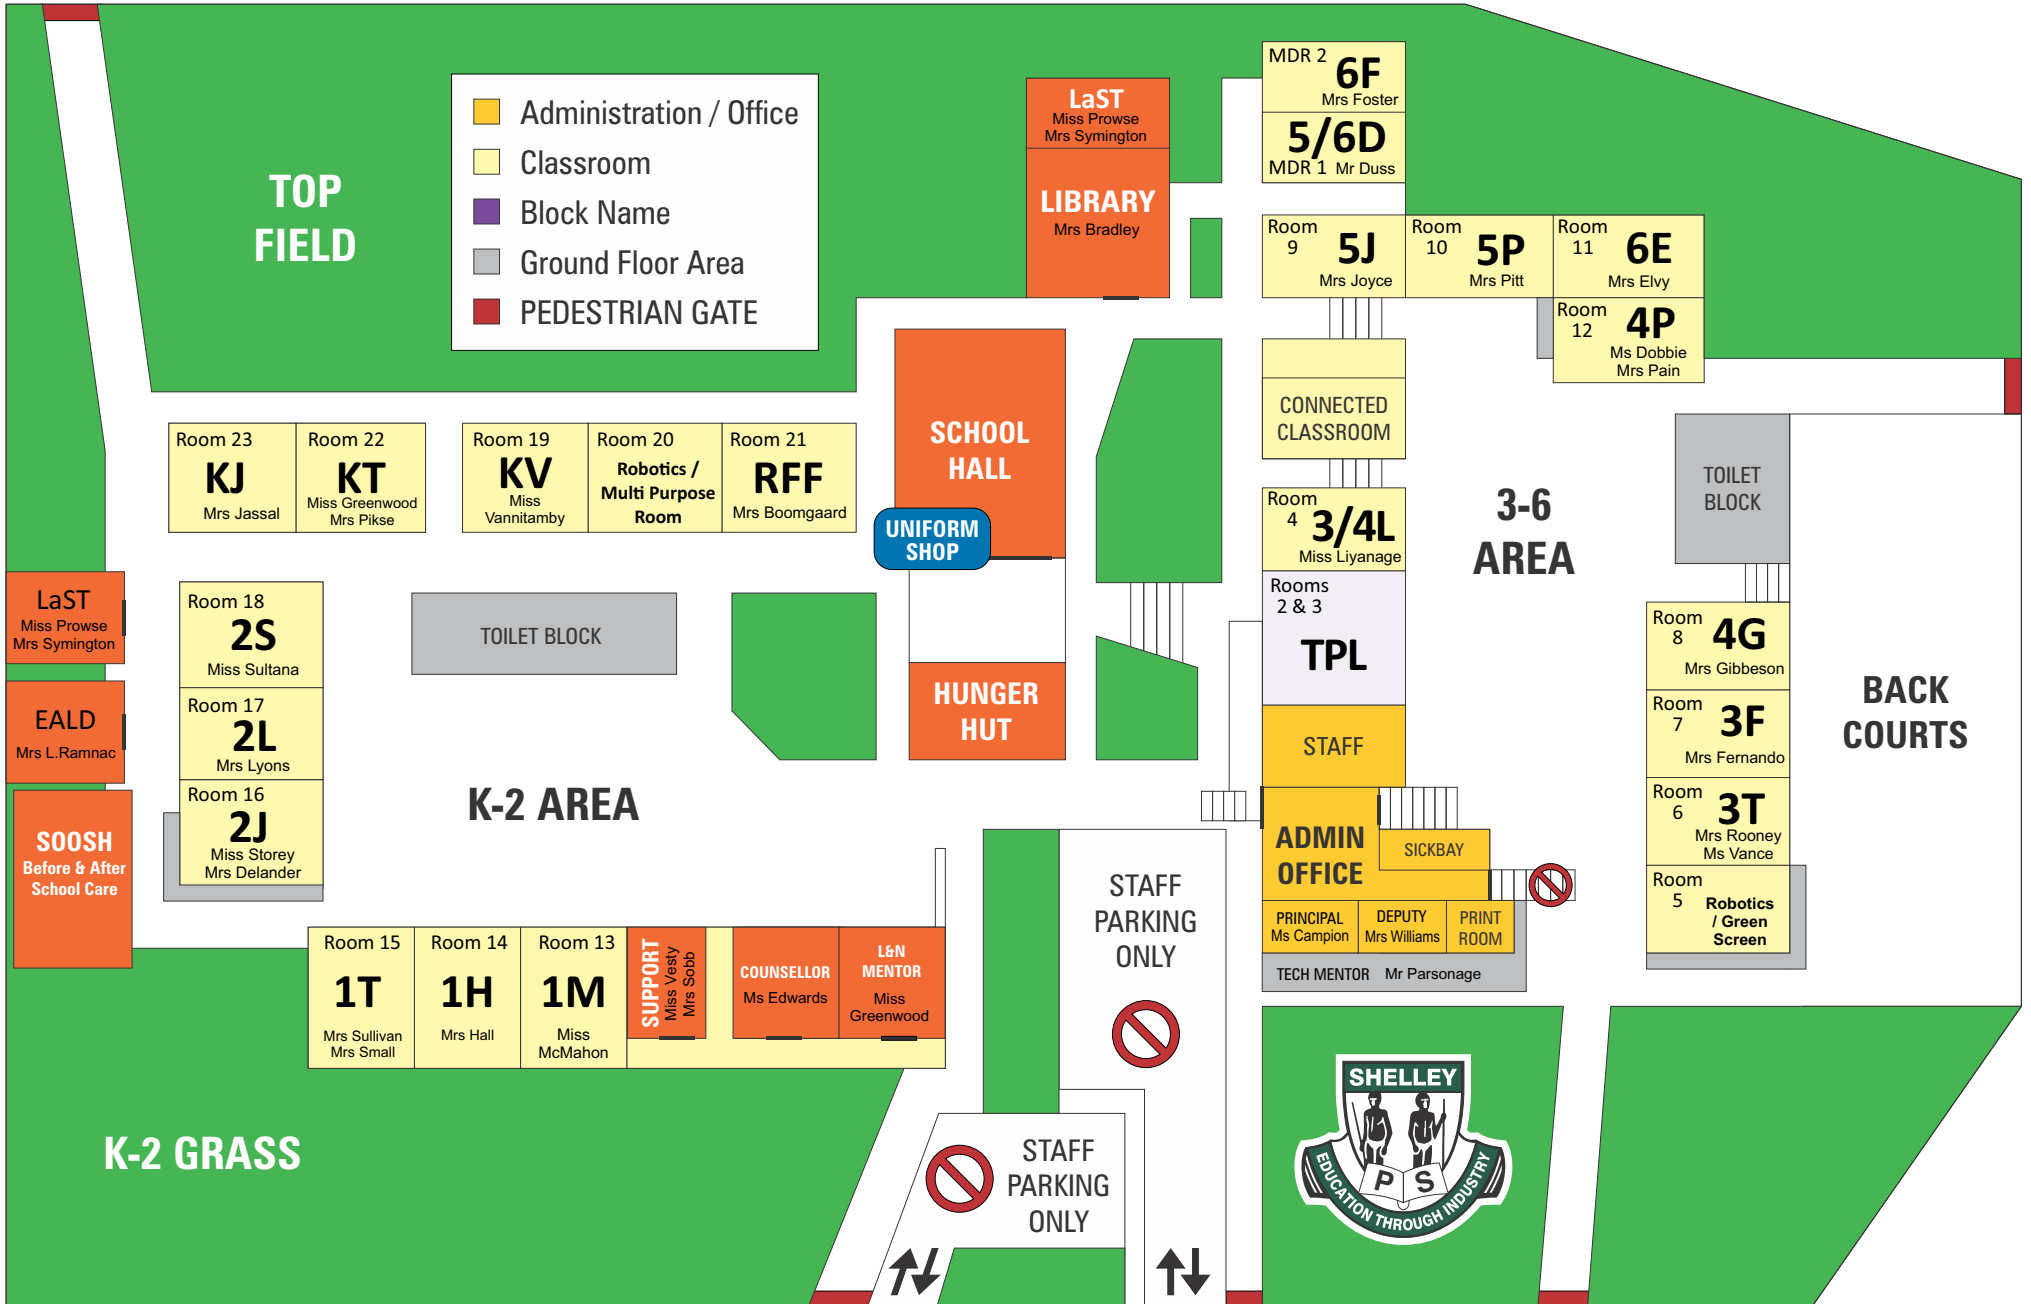 Administration / Office
Classroom
Block Name
Ground Floor Area
PEDESTRIAN GATE
TOP
FIELD
LaST
Miss Prowse
Mrs Symington
LIBRARY
Mrs Bradley
MDR 2
6F
Mrs Foster
5/6D
MDR 1 Mr Duss
Room
9
5J
Mrs Joyce
Room
10
5P
Mrs Pitt
Room
11
6E
Mrs Elvy
Room
12
4P
Ms Dobbie
Mrs Pain
CONNECTED
CLASSROOM
SCHOOL
HALL
UNIFORM
SHOP
Room 23
KJ
Mrs Jassal
Room 22
KT
Miss Greenwood
Mrs Pikse
Room 19
KV
Miss
Vannitamby
Room 20
Robotics /
Multi Purpose
Room
Room 21
RFF
Mrs Boomgaard
Room
4
3/4L
Miss Liyanage
3-6
AREA
TOILET
BLOCK
Rooms
2 & 3
TPL
LaST
Miss Prowse
Mrs Symington
Room 18
2S
Miss Sultana
TOILET BLOCK
Room
8
4G
Mrs Gibbeson
HUNGER
HUT
EALD
Mrs L.Ramnac
Room 17
2L
Mrs Lyons
STAFF
Room
7
3F
Mrs Fernando
BACK
COURTS
K-2 AREA
SOOSH
Before & After
School Care
Room 16
2J
Miss Storey
Mrs Delander
ADMIN
OFFICE
SICKBAY
Room
6
3T
Mrs Rooney
Ms Vance
STAFF
PARKING
ONLY
PRINCIPAL
Ms Campion
DEPUTY
Mrs Williams
PRINT
ROOM
TECH MENTOR Mr Parsonage
Room
5
Robotics
/ Green
Screen
Room 15
1T
Mrs Sullivan
Mrs Small
Room 14
1H
Mrs Hall
Room 13
1M
Miss
McMahon
SUPPORT
Miss Vesty
Mrs Sobb
COUNSELLOR
Ms Edwards
L&N
MENTOR
Miss
Greenwood
K-2 GRASS
STAFF
PARKING
ONLY
SHELLEY
P S
EDUCATION THROUGH INDUSTRY